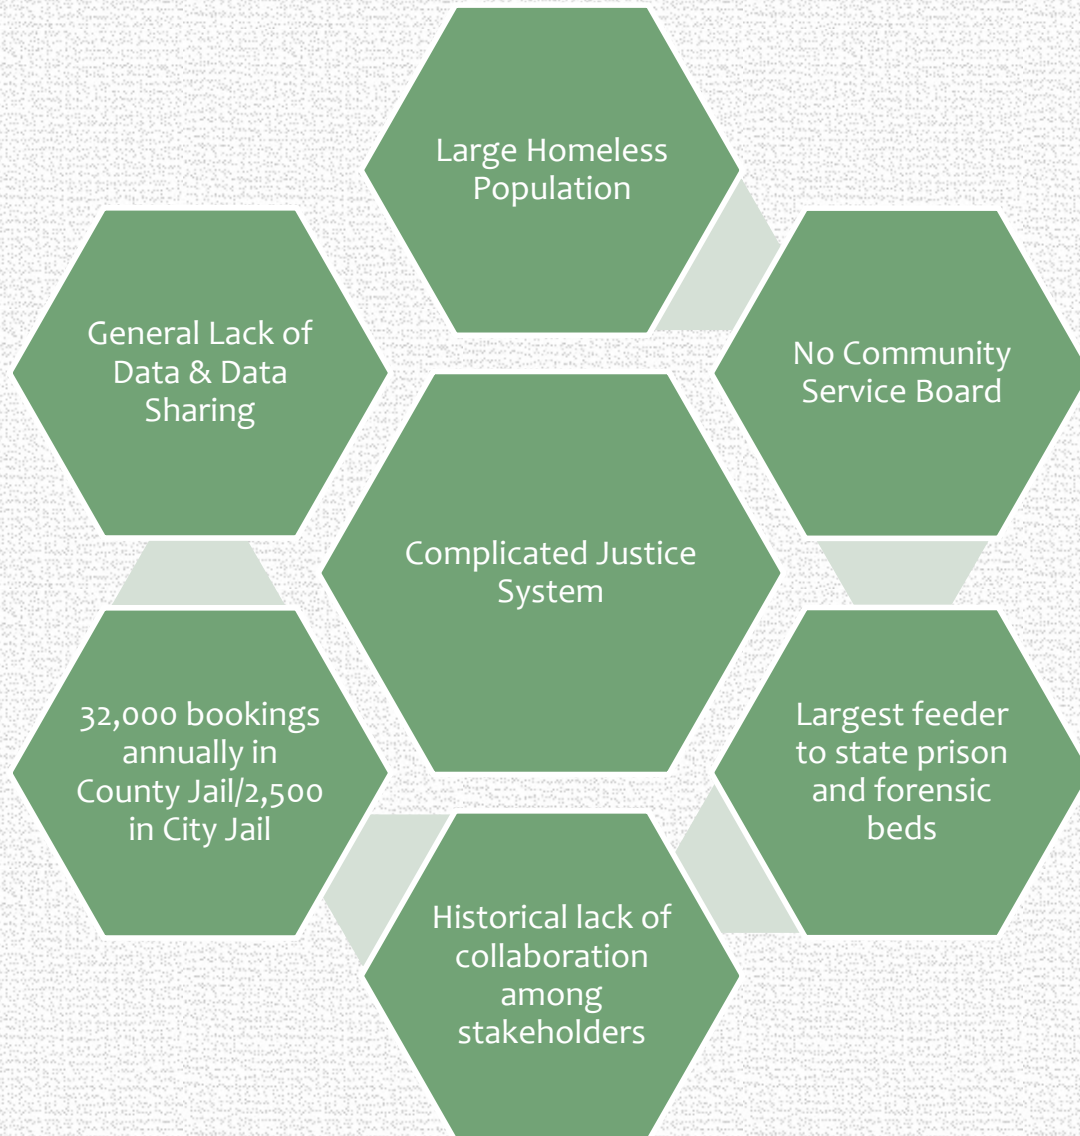 Large Homeless
Population
No Community
Service Board
Largest feeder
to state prison
and forensic
beds
Historical lack of
collaboration
among
stakeholders
32,000 bookings
annually in
County Jail/2,500
in City Jail
General Lack of
Data & Data
Sharing
Complicated Justice
System